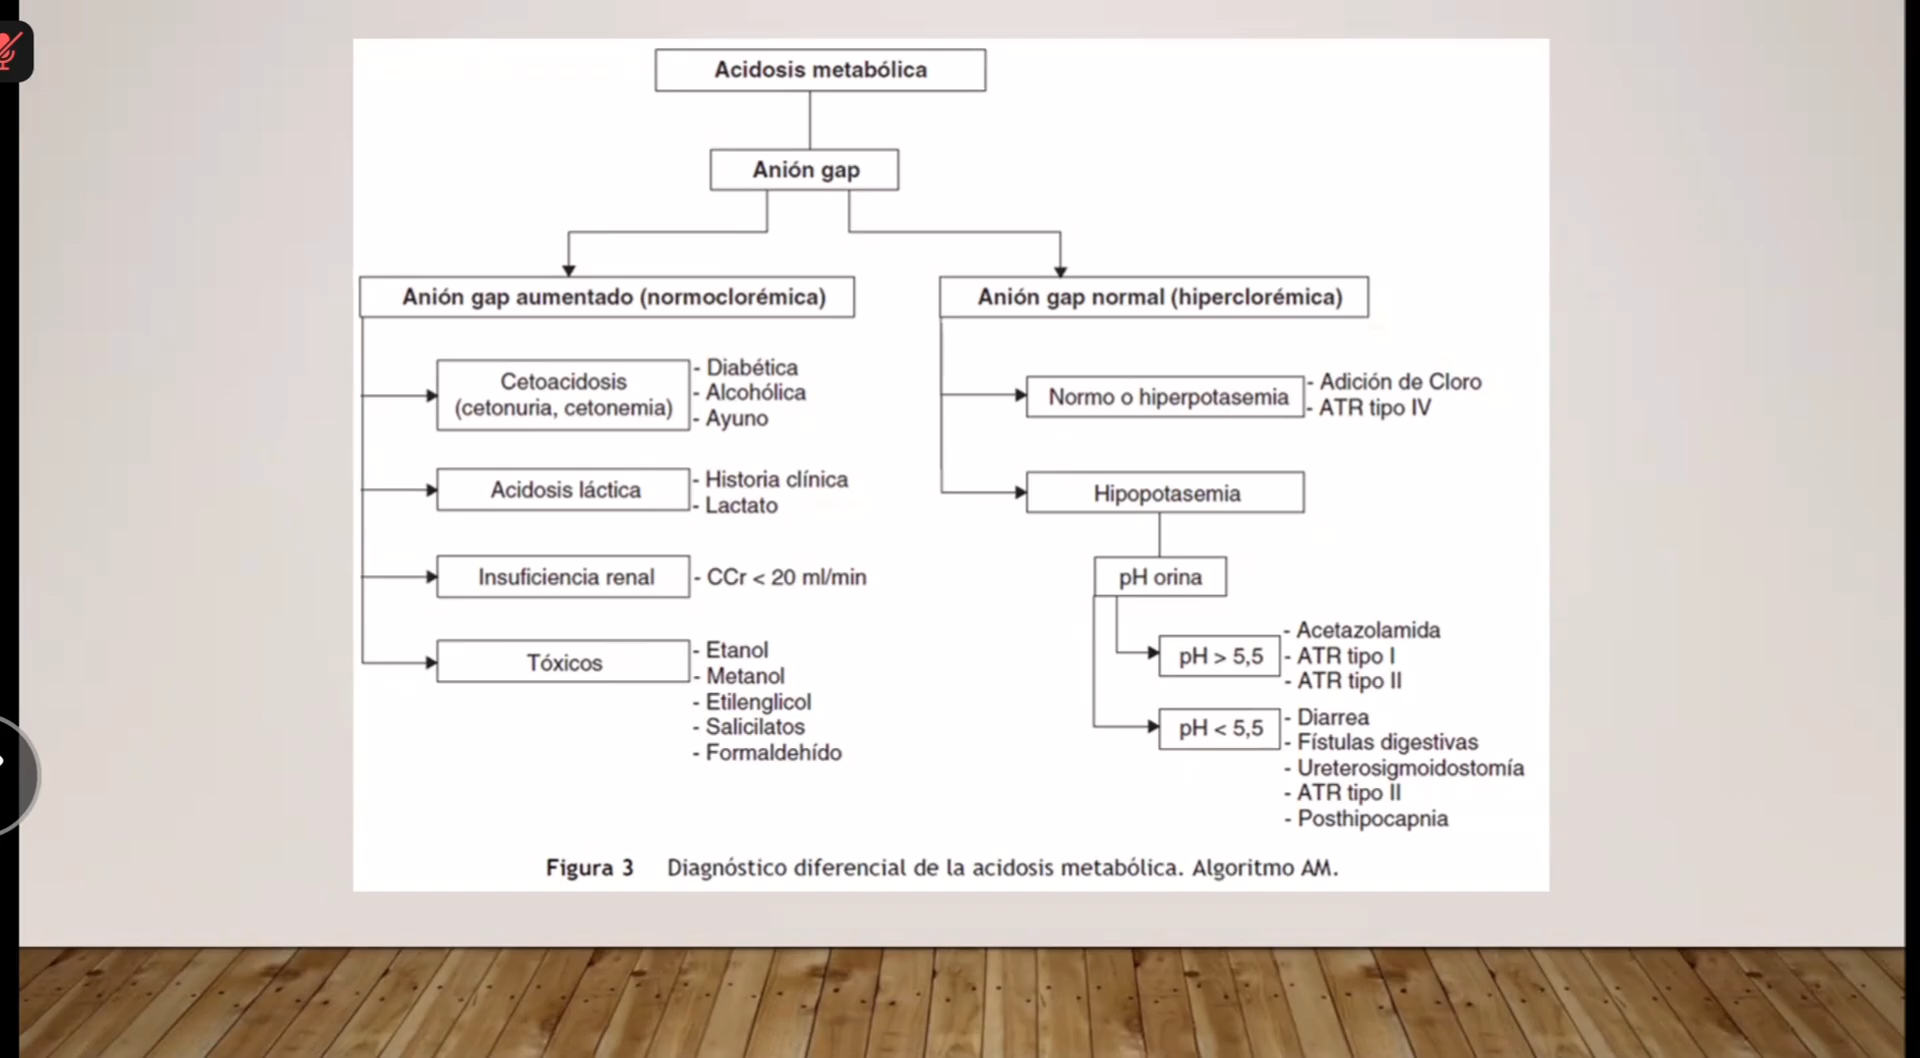 Acidosis metabólica
Anión gap
Anión gap aumentado (normoclorémica)
Cetoacidosis
(cetonuria, cetonemia)
- Diabética
- Alcohólica
- Ayuno
Acidosis láctica
- Historia clínica
- Lactato
Insuficiencia renal
- CCr < 20 ml/min
Tóxicos
- Etanol
- Metanol
- Etilenglicol
- Salicilatos
- Formaldehído
Anión gap normal (hiperclorémica)
Normo o hiperpotasemia
- Adición de Cloro
- ATR tipo IV
Hipopotasemia
pH orina
pH > 5,5
- Acetazolamida
- ATR tipo I
- ATR tipo II
pH < 5,5
- Diarrea
- Fístulas digestivas
- Ureterosigmoidostomía
- ATR tipo II
- Posthipocapnia
Figura 3 Diagnóstico diferencial de la acidosis metabólica. Algoritmo AM.